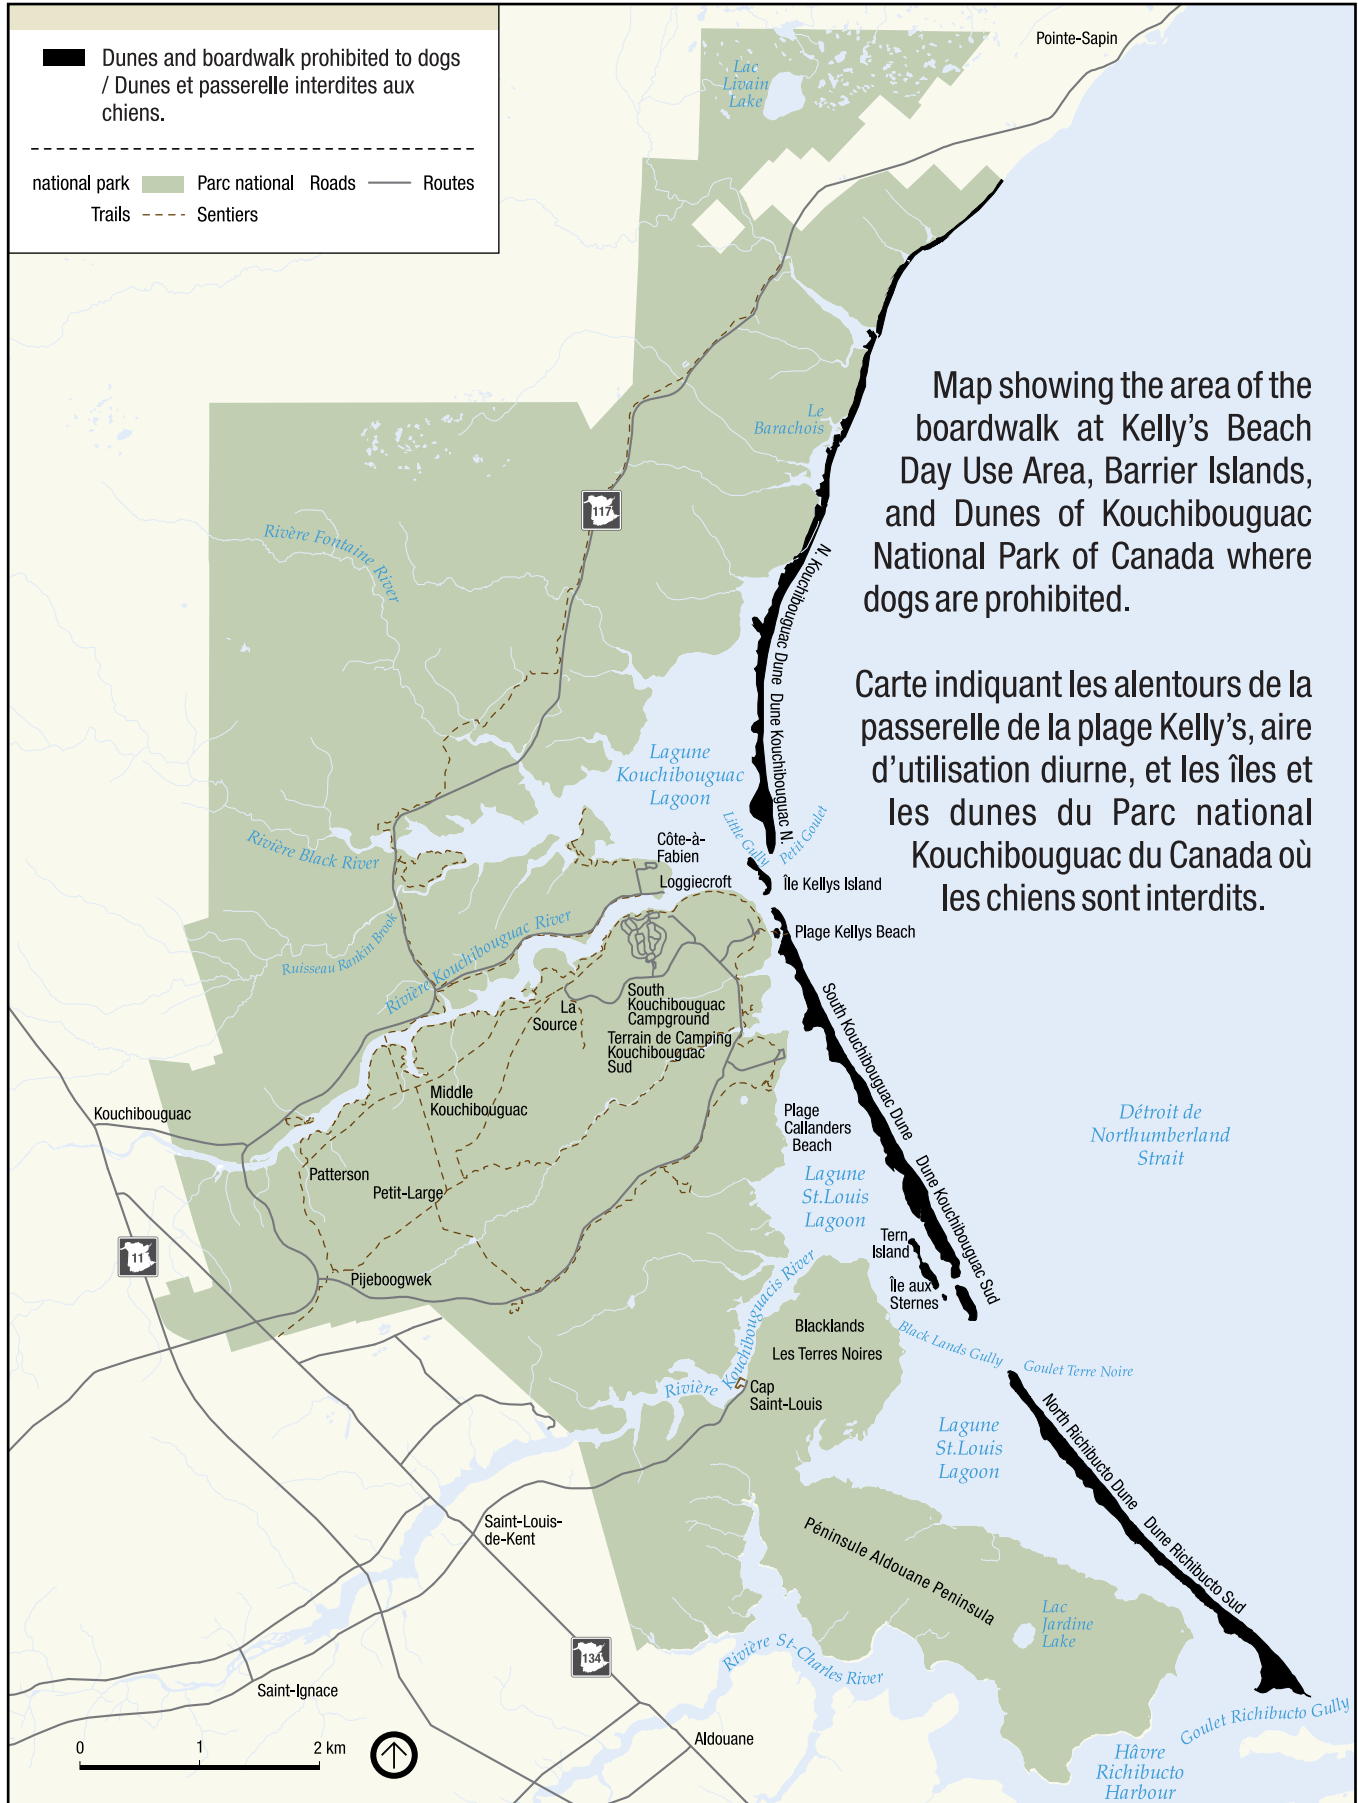 Dunes and boardwalk prohibited to dogs
/ Dunes et passerelle interdites aux
chiens.
national park Parc national Roads Routes
Trails Sentiers
Pointe-Sapin
Lac
Livain
Lake
Map showing the area of the
boardwalk at Kelly’s Beach
Day Use Area, Barrier Islands,
and Dunes of Kouchibouguac
National Park of Canada where
dogs are prohibited.
Carte indiquant les alentours de la
passerelle de la plage Kelly’s, aire
d’utilisation diurne, et les îles et
les dunes du Parc national
Kouchibouguac du Canada où
les chiens sont interdits.
Le
Barachois
117
Rivère Fontaine River
N. Kouchibouguac Dune Dune Kouchibouguac N.
Lagune
Kouchibouguac
Lagoon
Little Gully
Petit Goulet
Rivière Black River
Côte-à-
Fabien
Loggiecroft
Île Kellys Island
Plage Kellys Beach
Ruisseau Rankin Brook
Rivière Kouchibouguac River
La
Source
South
Kouchibouguac
Campground
Terrain de Camping
Kouchibouguac
Sud
South Kouchibouguac Dune Dune Kouchibouguac Sud
Middle
Kouchibouguac
Kouchibouguac
Plage
Callanders
Beach
Détroit de
Northumberland
Strait
Patterson
Petit-Large
Lagune
St.Louis
Lagoon
11
Pijeboogwek
Tern
Island
Île aux
Sternes
Rivière Kouchibouguacis River
Blacklands
Les Terres Noires
Black Lands Gully
Goulet Terre Noire
Cap
Saint-Louis
Lagune
St.Louis
Lagoon
North Richibucto Dune Dune Richibucto Sud
Saint-Louis-
de-Kent
Péninsule Aldouane Peninsula
Lac
Jardine
Lake
134
Rivière St-Charles River
Saint-Ignace
Aldouane
Goulet Richibucto Gully
Hâvre
Richibucto
Harbour
0 1 2 km